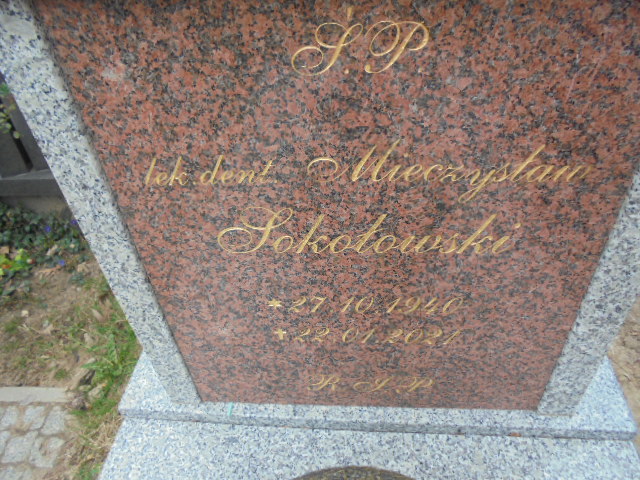 Ś.P.
lek. dent. Mieczysław
Sokołowski
*27.10.1940
+22.01.2021
R.I.P.